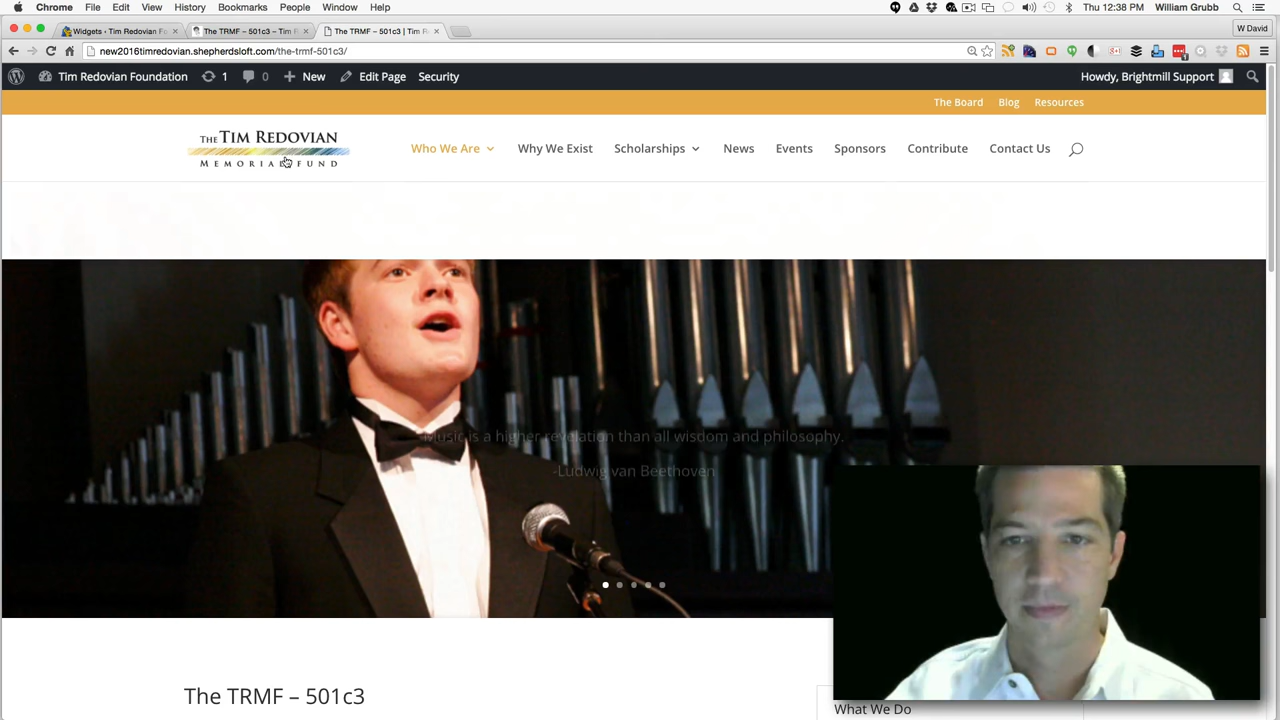 Chrome File Edit View History Bookmarks People Window Help Thu 12:38 PM William Grubb
Widgets ‹ Tim Redovian Fo The TRMF – 501c3 – Tim F The TRMF – 501c3 | Tim R W David
new2016timredovian.shepherdsloft.com/the-trmf-501c3/
Tim Redovian Foundation 1 0 New Edit Page Security Howdy, Brightmill Support
The Board Blog Resources
THE TIM REDOVIAN
MEMORIAL FUND
Who We Are Why We Exist Scholarships News Events Sponsors Contribute Contact Us
Music is a higher revelation than all wisdom and philosophy.
-Ludwig van Beethoven
The TRMF – 501c3
What We Do